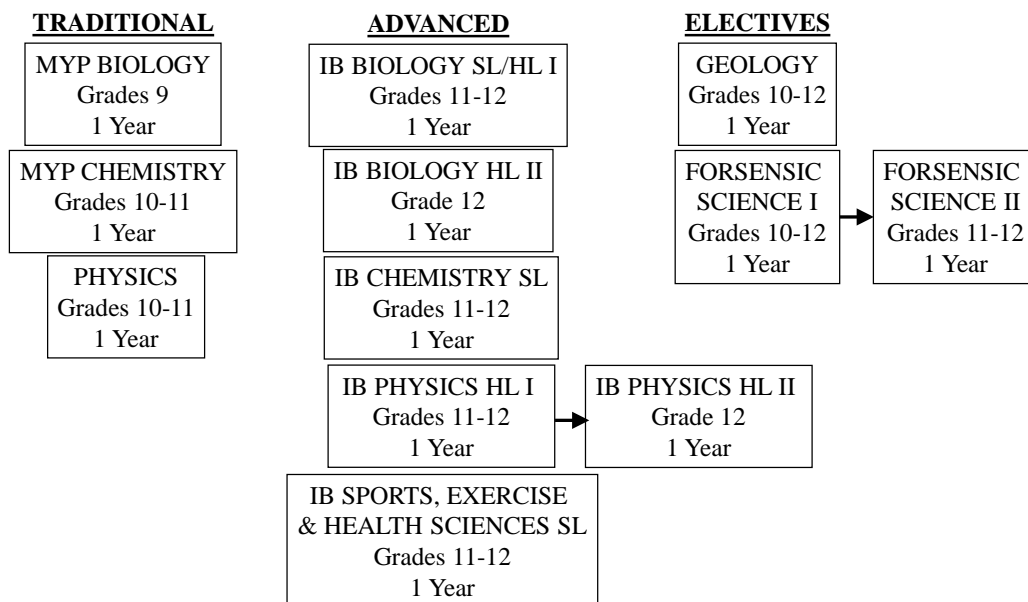 TRADITIONAL
MYP BIOLOGY
Grades 9
1 Year
MYP CHEMISTRY
Grades 10-11
1 Year
PHYSICS
Grades 10-11
1 Year
ADVANCED
IB BIOLOGY SL/HL I
Grades 11-12
1 Year
IB BIOLOGY HL II
Grade 12
1 Year
IB CHEMISTRY SL
Grades 11-12
1 Year
IB PHYSICS HL I
Grades 11-12
1 Year
IB PHYSICS HL II
Grade 12
1 Year
IB SPORTS, EXERCISE
& HEALTH SCIENCES SL
Grades 11-12
1 Year
ELECTIVES
GEOLOGY
Grades 10-12
1 Year
FORSENSIC
SCIENCE I
Grades 10-12
1 Year
FORSENSIC
SCIENCE II
Grades 11-12
1 Year